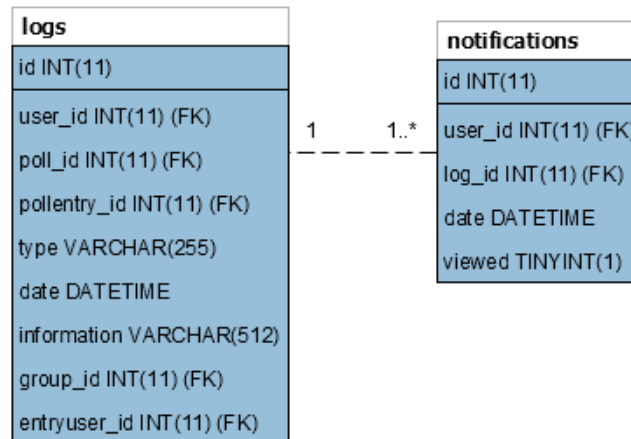 logs
id INT(11)
user_id INT(11) (FK)
poll_id INT(11) (FK)
pollentry_id INT(11) (FK)
type VARCHAR(255)
date DATETIME
information VARCHAR(512)
group_id INT(11) (FK)
entryuser_id INT(11) (FK)
1
1..*
notifications
id INT(11)
user_id INT(11) (FK)
log_id INT(11) (FK)
date DATETIME
viewed TINYINT(1)